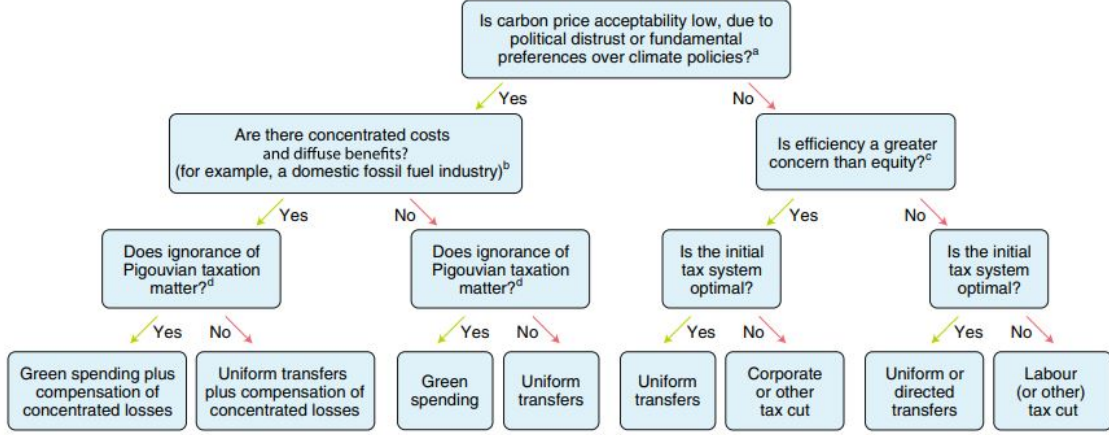 Is carbon price acceptability low, due to
political distrust or fundamental
preferences over climate policies?a
Yes
No
Are there concentrated costs
and diffuse benefits?
(for example, a domestic fossil fuel industry)b
Is efficiency a greater
concern than equity?c
Yes
No
Yes
No
Does ignorance of
Pigouvian taxation
matter?d
Does ignorance of
Pigouvian taxation
matter?d
Is the initial
tax system
optimal?
Is the initial
tax system
optimal?
Yes
No
Yes
No
Yes
No
Yes
No
Green spending plus
compensation of
concentrated losses
Uniform transfers
plus compensation of
concentrated losses
Green
spending
Uniform
transfers
Uniform
transfers
Corporate
or other
tax cut
Uniform or
directed
transfers
Labour
(or other)
tax cut